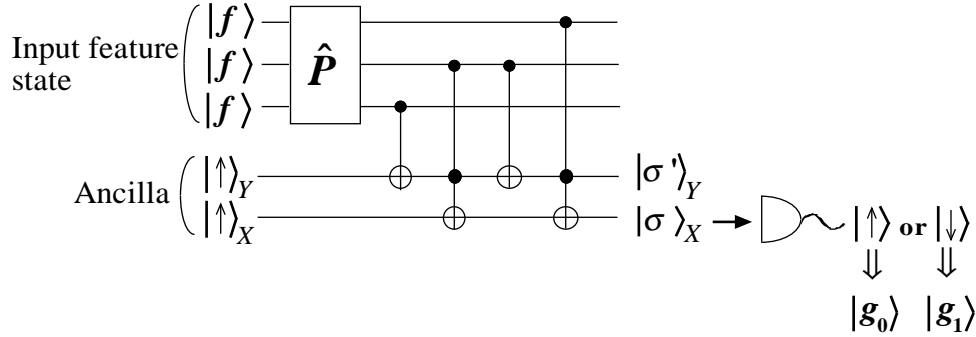 |f⟩
Input feature
state
|f⟩
|f⟩
P̂
Ancilla
|↑⟩Y
|↑⟩X
|σ'⟩Y
|σ⟩X
|↑⟩ or |↓⟩
⇓ ⇓
|g₀⟩ |g₁⟩